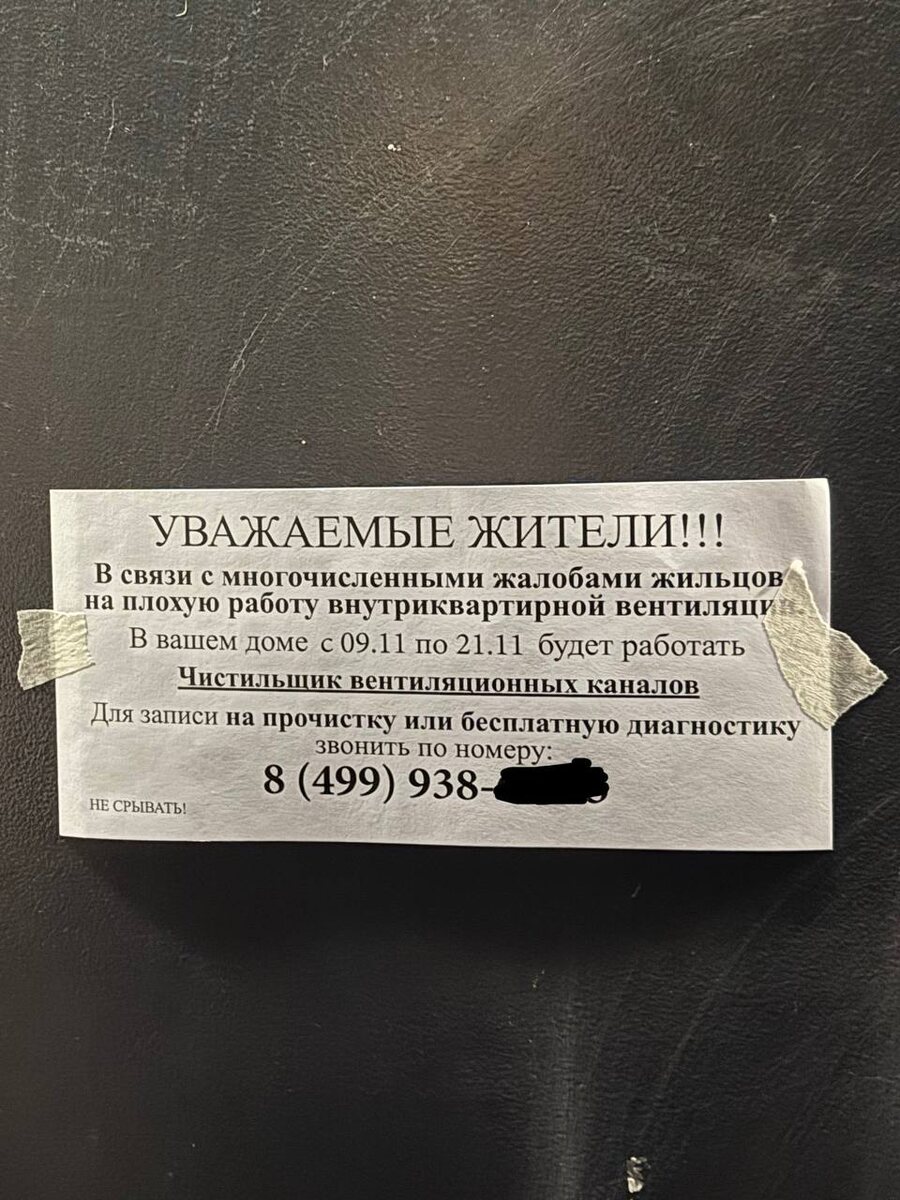 УВАЖАЕМЫЕ ЖИТЕЛИ!!!
В связи с многочисленными жалобами жильцов
на плохую работу внутриквартирной вентиляции
В вашем доме с 09.11 по 21.11 будет работать
Чистильщик вентиляционных каналов
Для записи на прочистку или бесплатную диагностику
звонить по номеру:
8 (499) 938-
НЕ СРЫВАТЬ!